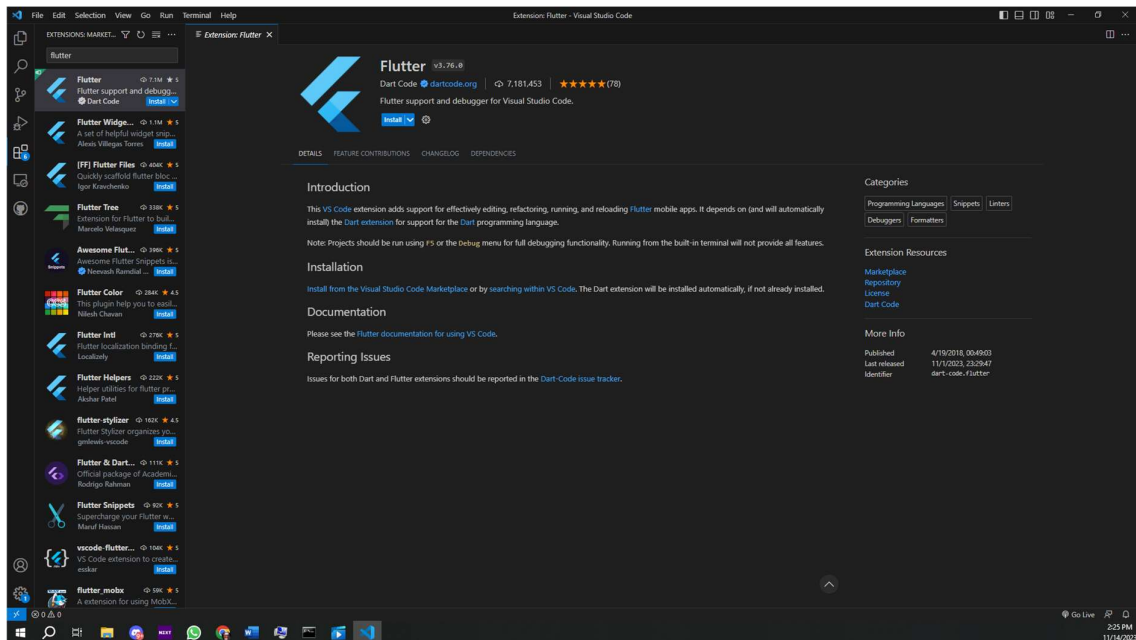 File Edit Selection View Go Run Terminal Help
Extension: Flutter - Visual Studio Code
EXTENSIONS: MARKET...
flutter
Flutter 7.1M ★ 5
Flutter support and debugg...
Dart Code Install
Flutter Widge... 1.1M ★ 5
A set of helpful widget snip...
Alexis Villegas Torres Install
[FF] Flutter Files 404K ★ 5
Quickly scaffold flutter bloc ...
Igor Kravchenko Install
Flutter Tree 338K ★ 5
Extension for Flutter to buil...
Marcelo Velasquez Install
Awesome Flut... 396K ★ 5
Awesome Flutter Snippets is...
Neevash Ramdial ... Install
Snippets
Flutter Color 284K ★ 4.5
This plugin help you to easil...
Nilesh Chavan Install
Flutter Intl 276K ★ 5
Flutter localization binding f...
Localizely Install
Flutter Helpers 222K ★ 5
Helper utilities for flutter pr...
Akshar Patel Install
flutter-stylizer 162K ★ 4.5
Flutter Stylizer organizes yo...
gmlewis-vscode Install
Flutter & Dart... 111K ★ 5
Official package of Academi...
Rodrigo Rahman Install
Flutter Snippets 92K ★ 5
Supercharge your Flutter w...
Maruf Hassan Install
vscode-flutter... 104K ★ 5
VS Code extension to create...
esskar Install
flutter_mobx 59K ★ 5
A extension for using MobX...
Extension: Flutter
Flutter v3.76.0
Dart Code dartcode.org 7,181,453 ★★★★★ (78)
Flutter support and debugger for Visual Studio Code.
Install
DETAILS FEATURE CONTRIBUTIONS CHANGELOG DEPENDENCIES
Introduction
This VS Code extension adds support for effectively editing, refactoring, running, and reloading Flutter mobile apps. It depends on (and will automatically
install) the Dart extension for support for the Dart programming language.
Note: Projects should be run using F5 or the Debug menu for full debugging functionality. Running from the built-in terminal will not provide all features.
Installation
Install from the Visual Studio Code Marketplace or by searching within VS Code. The Dart extension will be installed automatically, if not already installed.
Documentation
Please see the Flutter documentation for using VS Code.
Reporting Issues
Issues for both Dart and Flutter extensions should be reported in the Dart-Code issue tracker.
Categories
Programming Languages Snippets Linters
Debuggers Formatters
Extension Resources
Marketplace
Repository
License
Dart Code
More Info
Published 4/19/2018, 00:49:03
Last released 11/1/2023, 23:29:47
Identifier dart-code.flutter
0 0
Go Live
NZXT
2:25 PM
11/14/2023